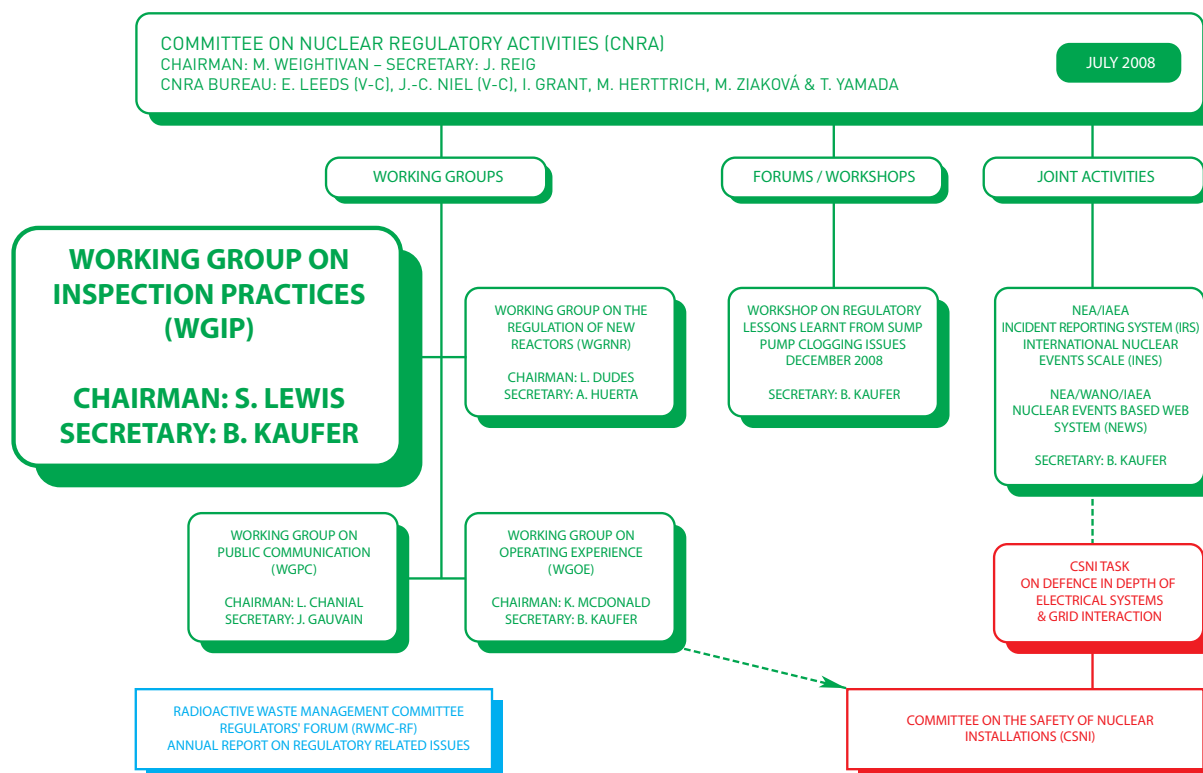 COMMITTEE ON NUCLEAR REGULATORY ACTIVITIES (CNRA)
CHAIRMAN: M. WEIGHTIVAN – SECRETARY: J. REIG
CNRA BUREAU: E. LEEDS (V-C), J.-C. NIEL (V-C), I. GRANT, M. HERTTRICH, M. ZIAKOVÁ & T. YAMADA
JULY 2008
WORKING GROUPS
FORUMS / WORKSHOPS
JOINT ACTIVITIES
WORKING GROUP ON
INSPECTION PRACTICES
(WGIP)
CHAIRMAN: S. LEWIS
SECRETARY: B. KAUFER
WORKING GROUP ON THE
REGULATION OF NEW
REACTORS (WGRNR)
CHAIRMAN: L. DUDES
SECRETARY: A. HUERTA
WORKSHOP ON REGULATORY
LESSONS LEARNT FROM SUMP
PUMP CLOGGING ISSUES
DECEMBER 2008
SECRETARY: B. KAUFER
NEA/IAEA
INCIDENT REPORTING SYSTEM (IRS)
INTERNATIONAL NUCLEAR
EVENTS SCALE (INES)
NEA/WANO/IAEA
NUCLEAR EVENTS BASED WEB
SYSTEM (NEWS)
SECRETARY: B. KAUFER
WORKING GROUP ON
PUBLIC COMMUNICATION
(WGPC)
CHAIRMAN: L. CHANIAL
SECRETARY: J. GAUVAIN
WORKING GROUP ON
OPERATING EXPERIENCE
(WGOE)
CHAIRMAN: K. MCDONALD
SECRETARY: B. KAUFER
CSNI TASK
ON DEFENCE IN DEPTH OF
ELECTRICAL SYSTEMS
& GRID INTERACTION
RADIOACTIVE WASTE MANAGEMENT COMMITTEE
REGULATORS' FORUM (RWMC-RF)
ANNUAL REPORT ON REGULATORY RELATED ISSUES
COMMITTEE ON THE SAFETY OF NUCLEAR
INSTALLATIONS (CSNI)